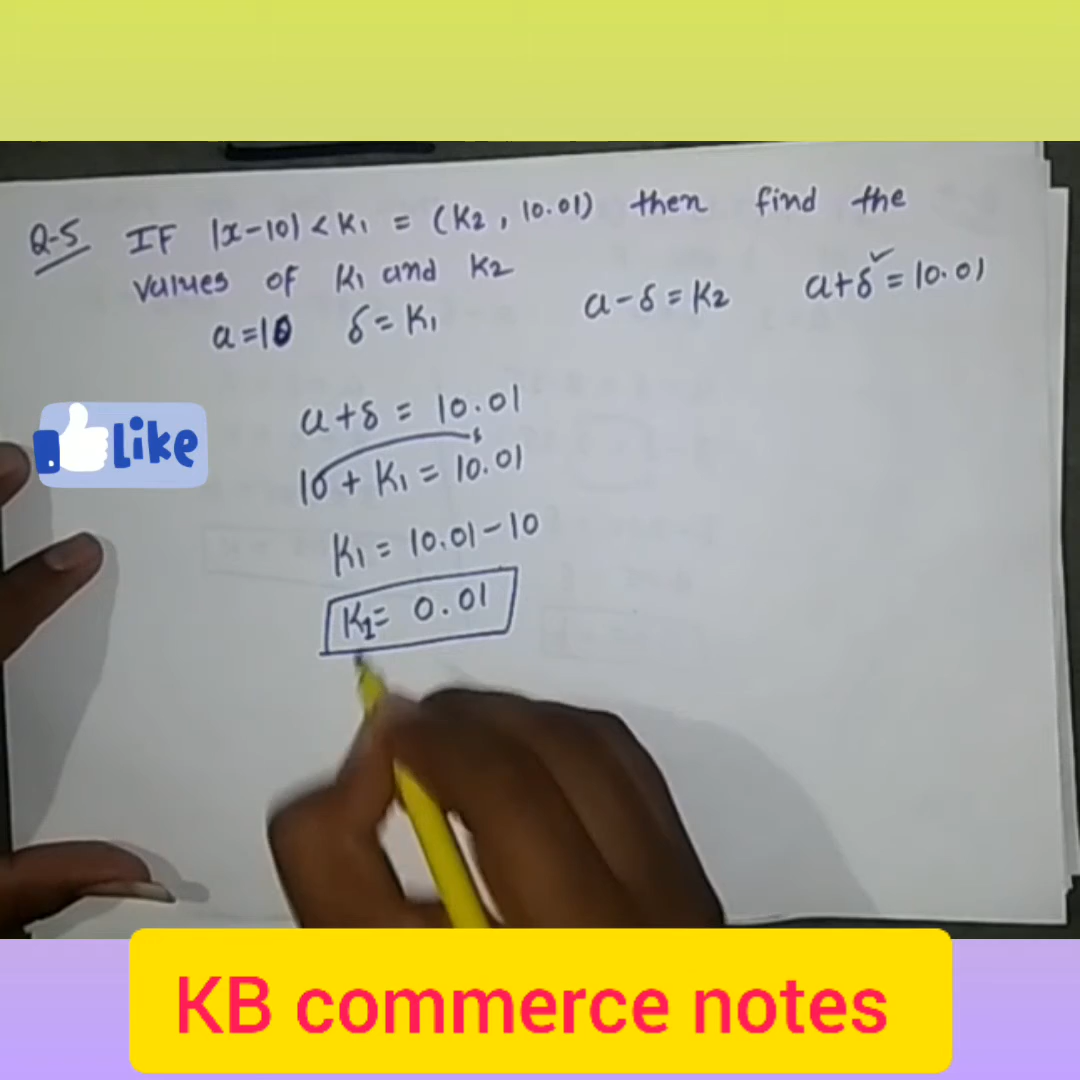 Q-5 IF |x-10| < K₁ = (K₂, 10.01) then find the
values of K₁ and K₂
a=10 δ = K₁ a-δ = K₂ a+δ = 10.01
a+δ = 10.01
10 + K₁ = 10.01
K₁ = 10.01-10
K₁= 0.01
Like
KB commerce notes